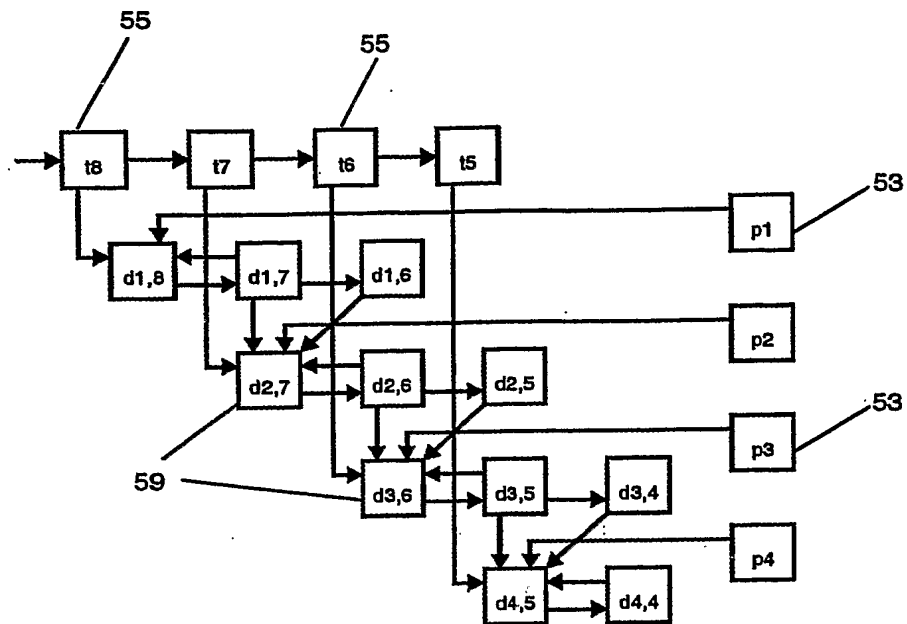 55
55
t8
t7
t6
t5
53
p1
d1,8
d1,7
d1,6
p2
d2,7
d2,6
d2,5
53
p3
59
d3,6
d3,5
d3,4
p4
d4,5
d4,4